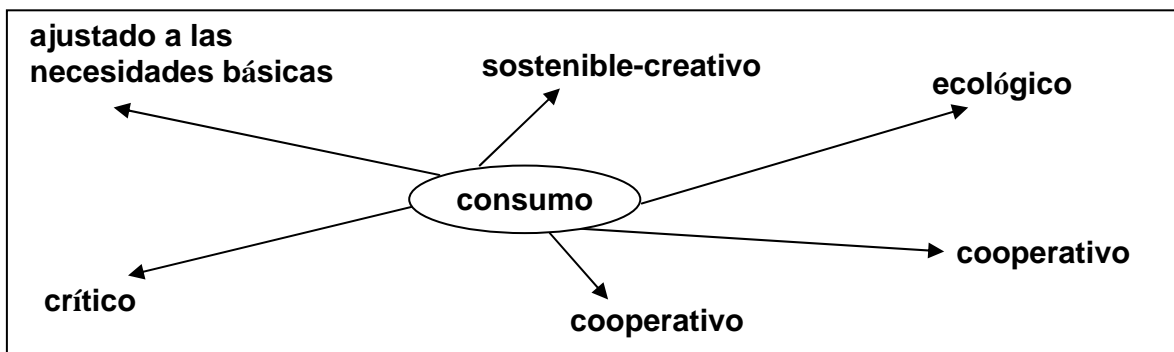 ajustado a las
necesidades básicas
sostenible-creativo
ecológico
consumo
cooperativo
crítico
cooperativo